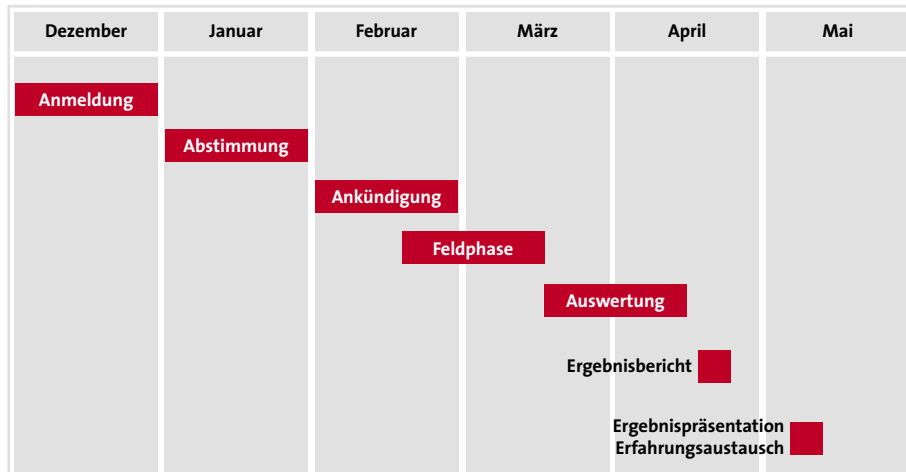 Dezember
Januar
Februar
März
April
Mai
Anmeldung
Abstimmung
Ankündigung
Feldphase
Auswertung
Ergebnisbericht
Ergebnispräsentation
Erfahrungsaustausch